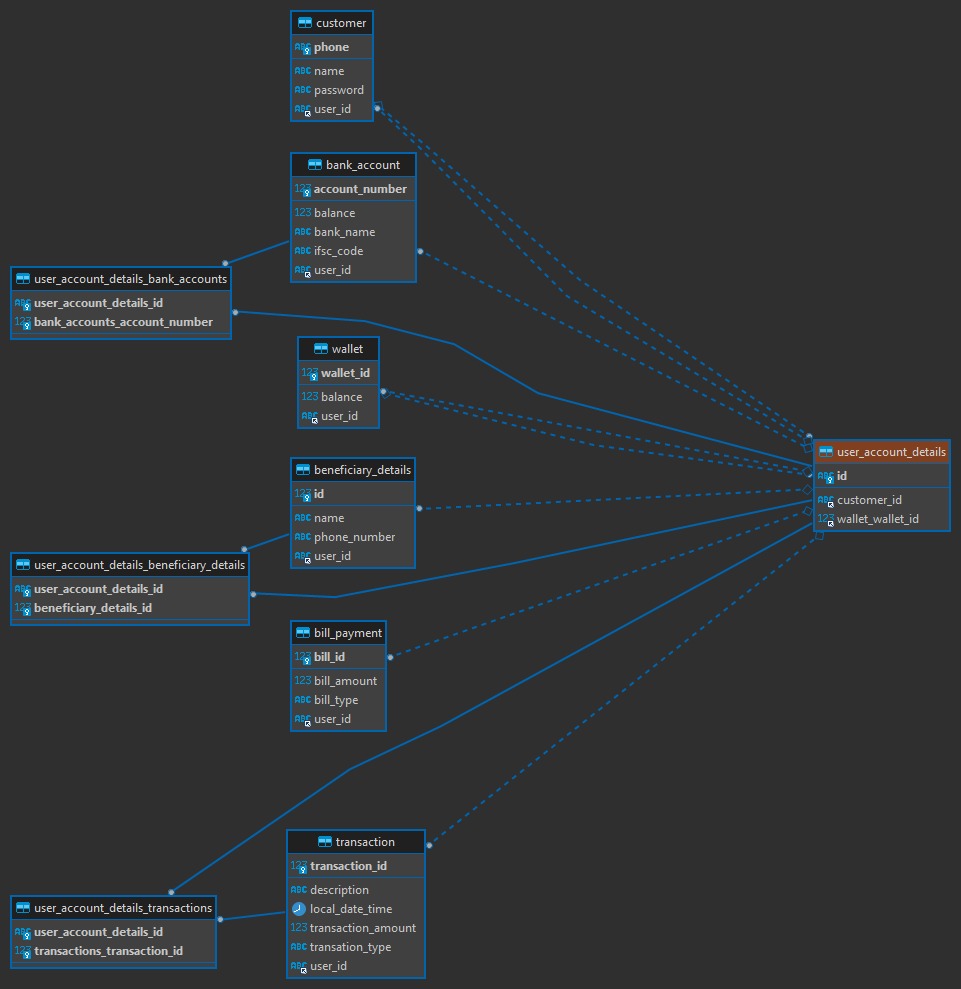 customer
ABC phone
ABC name
ABC password
ABC user_id
bank_account
123 account_number
123 balance
ABC bank_name
ABC ifsc_code
ABC user_id
user_account_details_bank_accounts
ABC user_account_details_id
123 bank_accounts_account_number
wallet
123 wallet_id
123 balance
ABC user_id
user_account_details
ABC id
ABC customer_id
123 wallet_wallet_id
beneficiary_details
123 id
ABC name
ABC phone_number
ABC user_id
user_account_details_beneficiary_details
ABC user_account_details_id
123 beneficiary_details_id
bill_payment
123 bill_id
123 bill_amount
ABC bill_type
ABC user_id
transaction
123 transaction_id
ABC description
local_date_time
123 transaction_amount
ABC transation_type
ABC user_id
user_account_details_transactions
ABC user_account_details_id
123 transactions_transaction_id